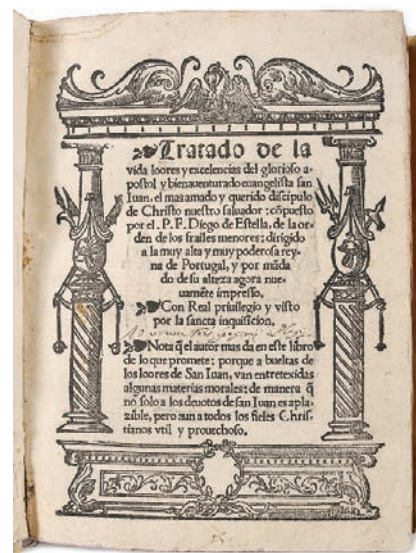 Tratado de la
vida loores y excelencias del glorioso a-
postol y bienauenturado euangelista san
Iuan, el mas amado y querido discipulo
de Christo nuestro saluador: cõpuesto
por el .P. F. Diego de Estella, de la or-
den de los frailes menores: dirigido
a la muy alta y muy poderosa rey-
na de Portugal, y por mãda
do de su alteza agora nue-
uamẽte impresso.
Con Real priuilegio y visto
por la sancta inquisicion.
Nota q̃ el autor mas da en este libro
de lo que promete: porque a bueltas de
los loores de San Iuan, van entretexidas
algunas materias morales: de manera q̃
no solo a los deuotos de san Iuan es apla-
zible, pero aun a todos los fieles Chris-
tianos vtil y prouechoso.